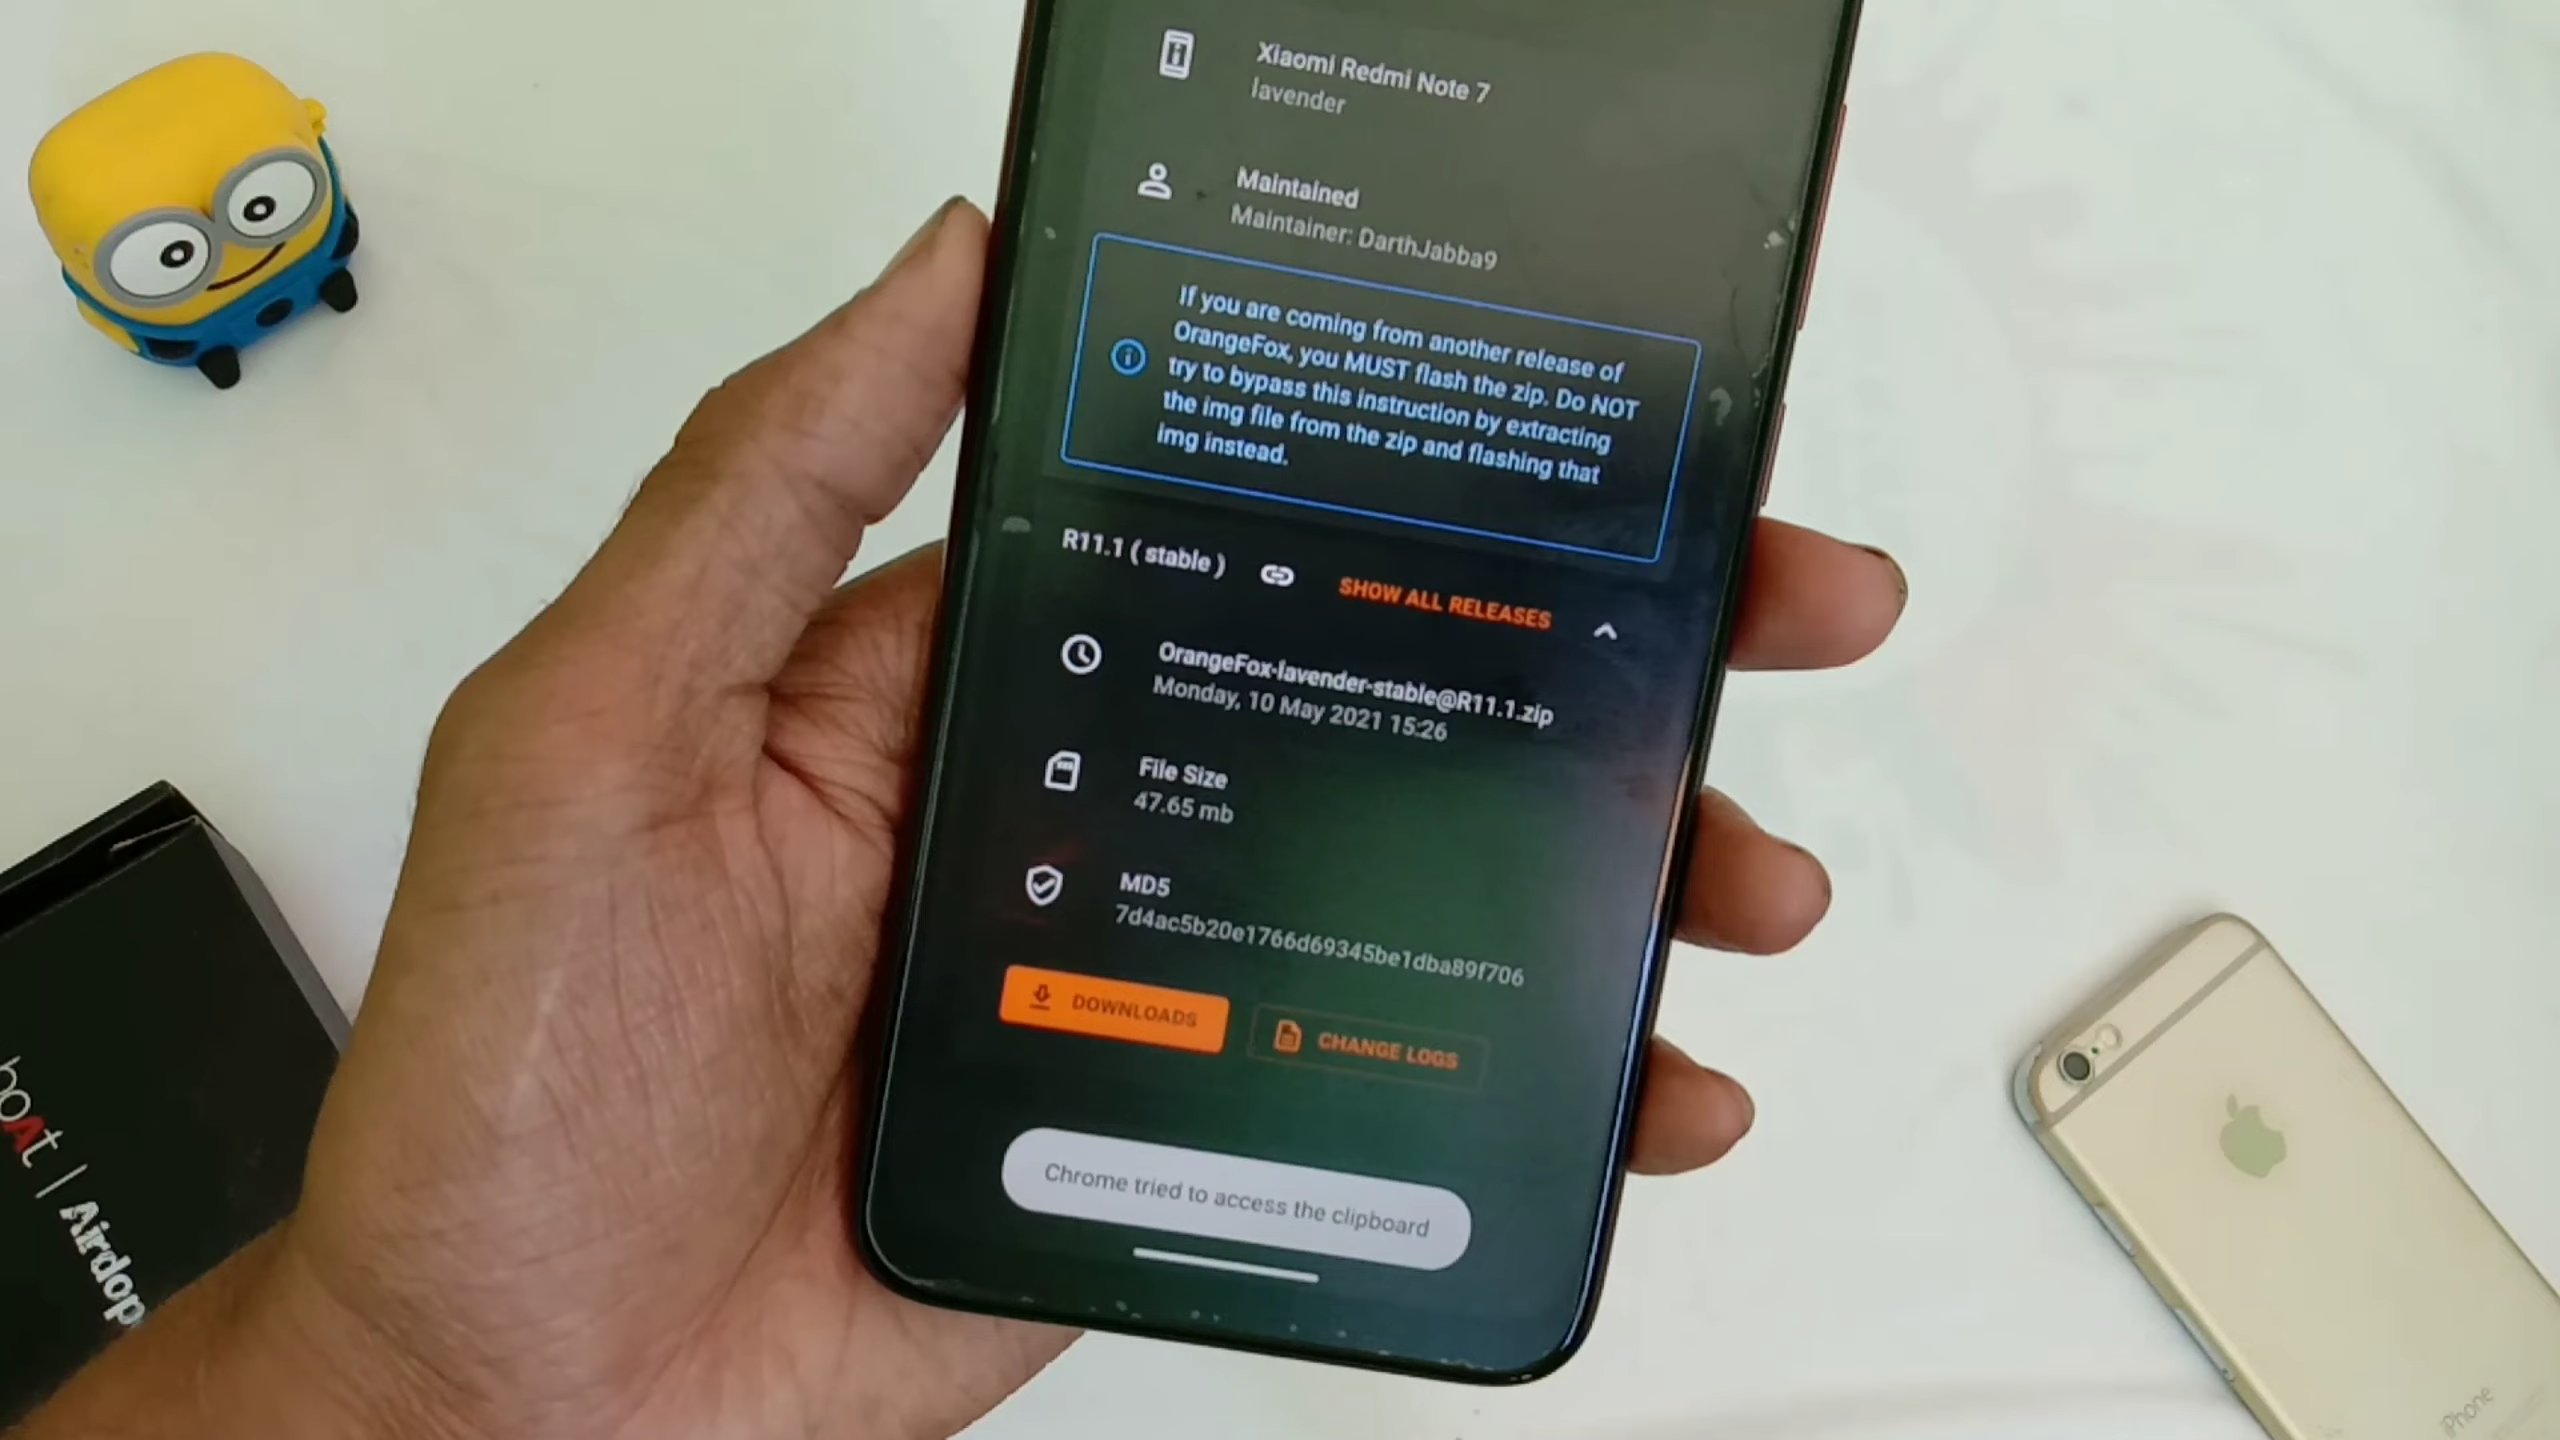 Xiaomi Redmi Note 7
lavender
Maintained
Maintainer: DarthJabba9
If you are coming from another release of
OrangeFox, you MUST flash the zip. Do NOT
try to bypass this instruction by extracting
the img file from the zip and flashing that
img instead.
R11.1 ( stable )
SHOW ALL RELEASES
OrangeFox-lavender-stable@R11.1.zip
Monday, 10 May 2021 15:26
File Size
47.65 mb
MD5
7d4ac5b20e1766d69345be1dba89f706
DOWNLOADS
CHANGE LOGS
Chrome tried to access the clipboard
boAt | Airdop
iPhone